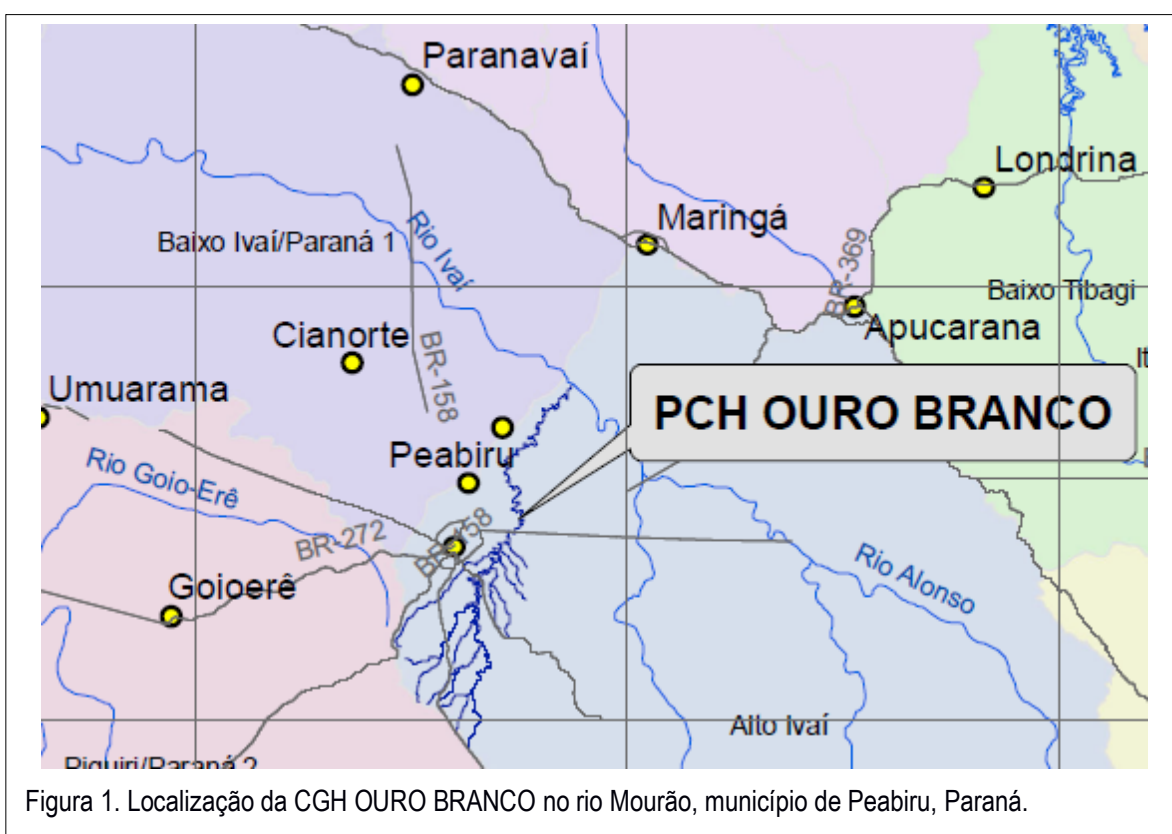 Paranavaí
Londrina
Maringá
Rio Ivaí
Baixo Ivaí/Paraná 1
BR-369
Baixo Tibagi
Apucarana
Cianorte
BR-158
Umuarama
PCH OURO BRANCO
Peabiru
Rio Goio-Erê
BR-158
BR-272
Rio Alonso
Goioerê
Alto Ivaí
Piquiri/Paraná 2
Figura 1. Localização da CGH OURO BRANCO no rio Mourão, município de Peabiru, Paraná.